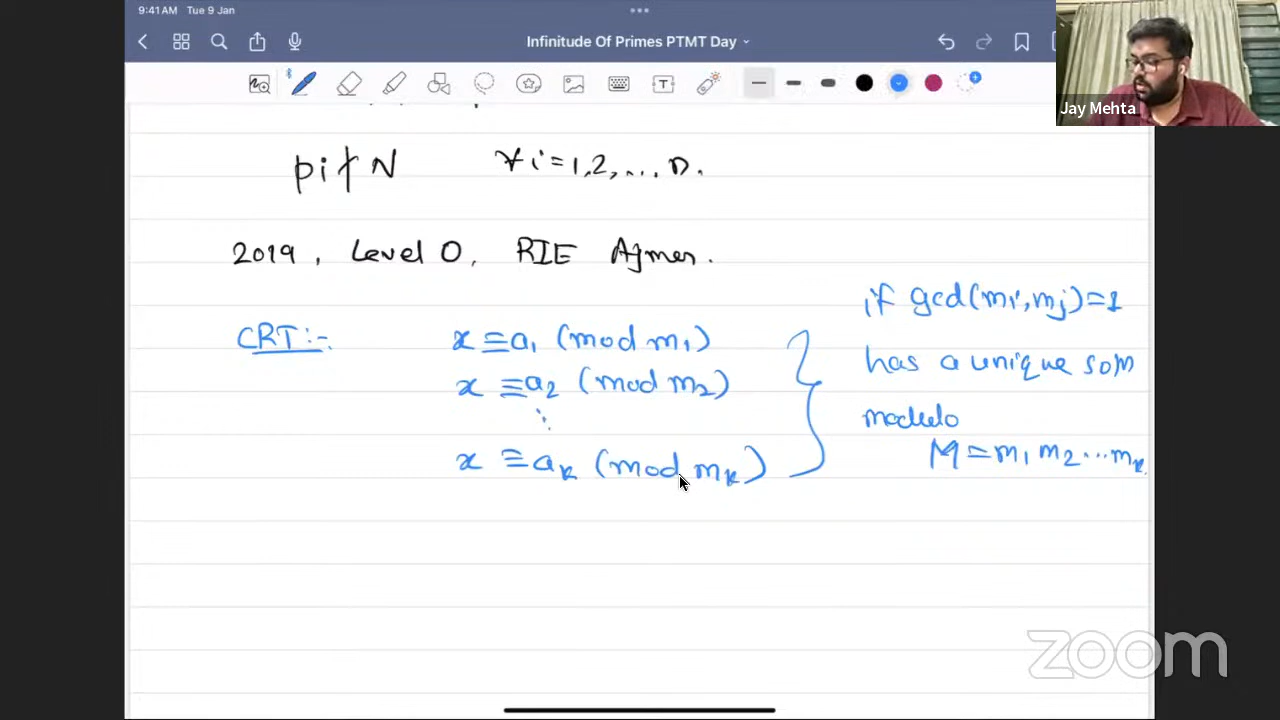 9:41 AM Tue 9 Jan
Infinitude Of Primes PTMT Day
Jay Mehta
pi ∤ N ∀ i = 1,2,... n.
2019, Level 0, RIE Ajmer.
CRT:-
x ≡ a₁ (mod m₁)
x ≡ a₂ (mod m₂)
⋮
x ≡ aₖ (mod mₖ)
if gcd(mi, mj) = 1
has a unique soln
modulo
M = m₁ m₂ ... mₖ.
zoom